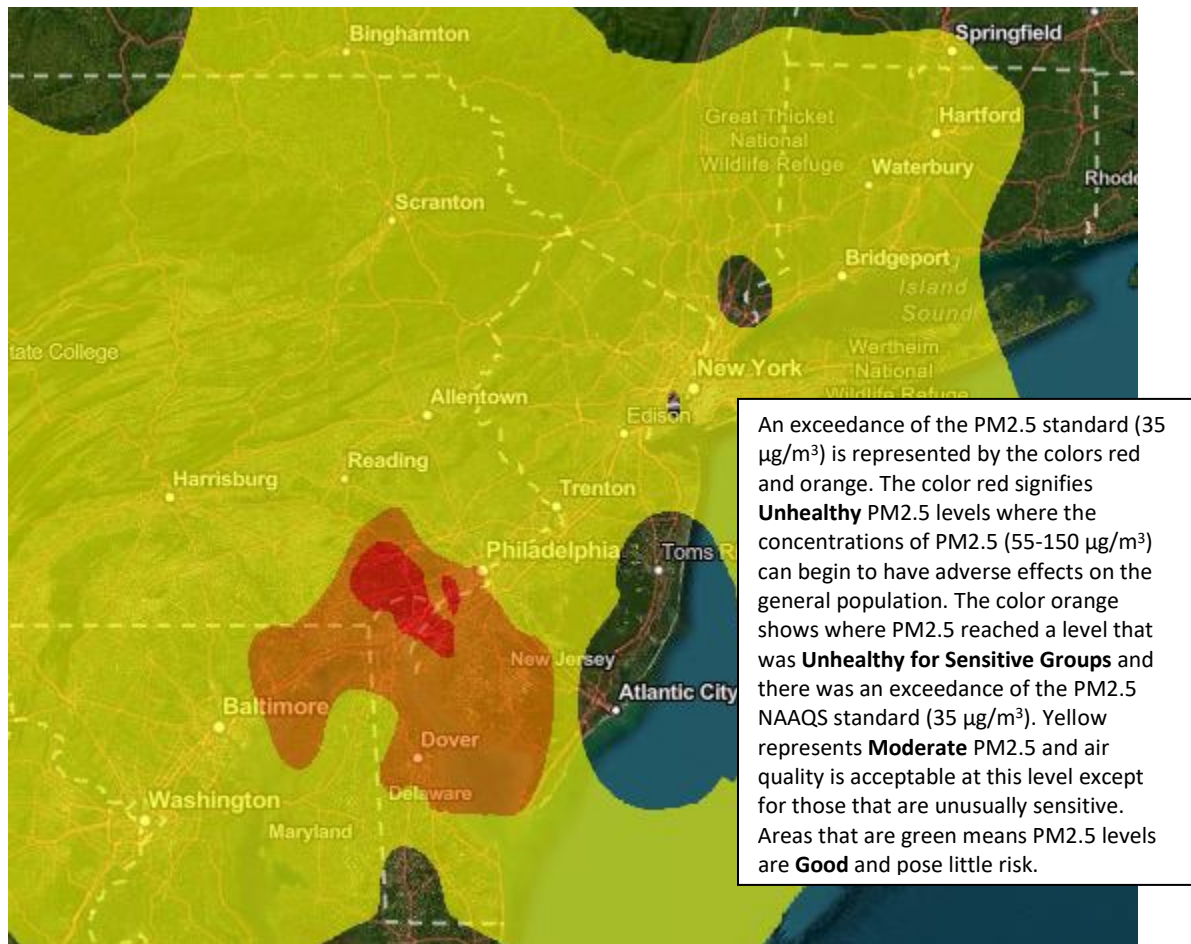 Binghamton
Springfield
Great Thicket
National
Wildlife Refuge
Hartford
Waterbury
Rhode
Scranton
Bridgeport
Island
Sound
tate College
Wertheim
National
Wildlife Refuge
New York
Allentown
Edison
Reading
Harrisburg
Trenton
Philadelphia
Toms R
New Jersey
Atlantic City
Baltimore
Dover
Delaware
Washington
Maryland
An exceedance of the PM2.5 standard (35
µg/m³) is represented by the colors red
and orange. The color red signifies
Unhealthy PM2.5 levels where the
concentrations of PM2.5 (55-150 µg/m³)
can begin to have adverse effects on the
general population. The color orange
shows where PM2.5 reached a level that
was Unhealthy for Sensitive Groups and
there was an exceedance of the PM2.5
NAAQS standard (35 µg/m³). Yellow
represents Moderate PM2.5 and air
quality is acceptable at this level except
for those that are unusually sensitive.
Areas that are green means PM2.5 levels
are Good and pose little risk.